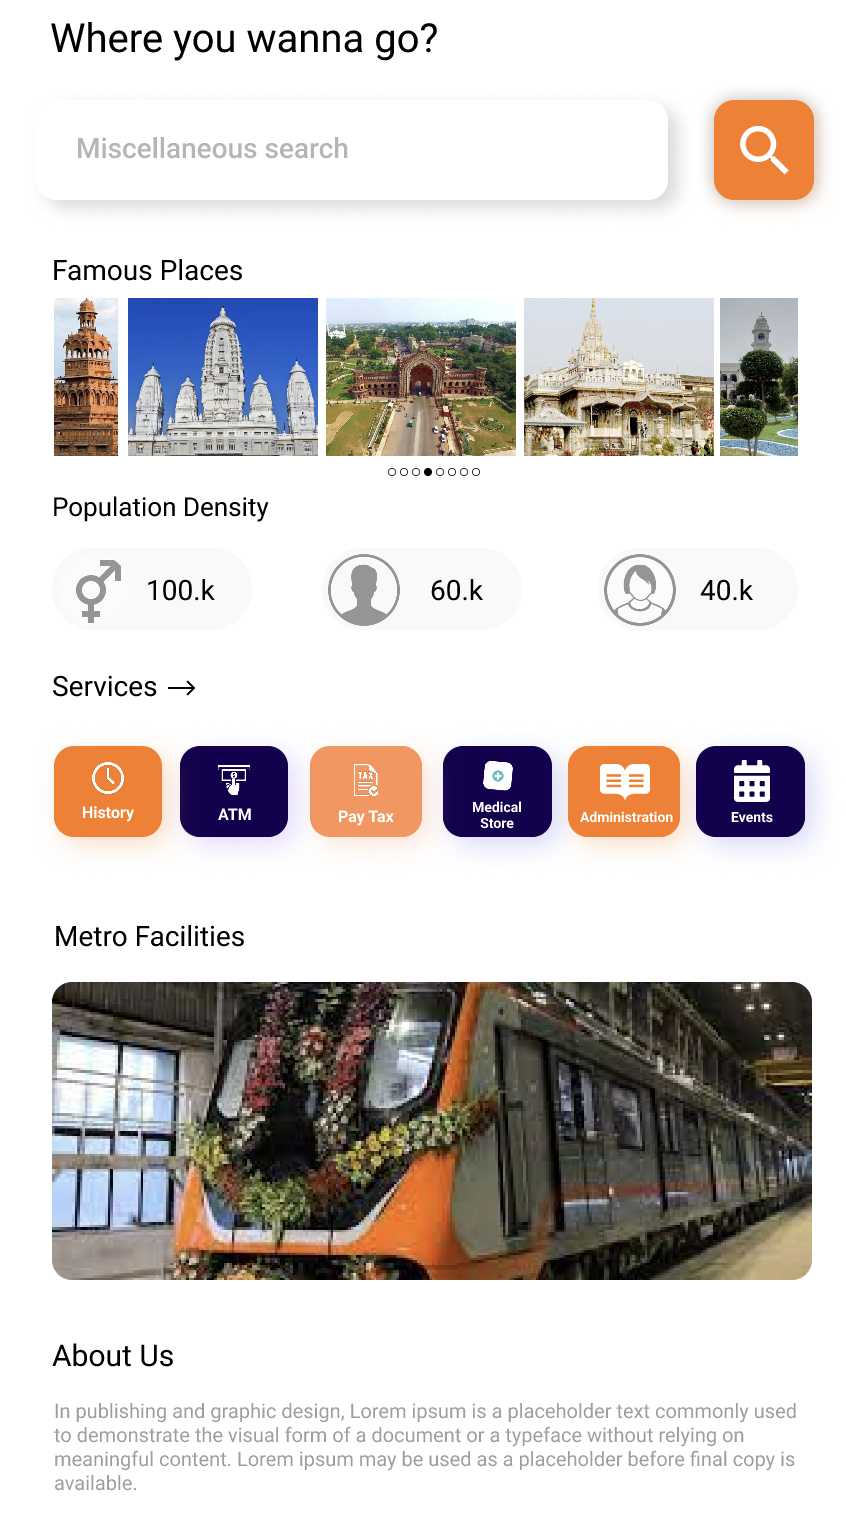 Where you wanna go?
Miscellaneous search
Famous Places
Population Density
100.k
60.k
40.k
Services →
History
ATM
TAX
Pay Tax
Medical
Store
Administration
Events
Metro Facilities
About Us
In publishing and graphic design, Lorem ipsum is a placeholder text commonly used
to demonstrate the visual form of a document or a typeface without relying on
meaningful content. Lorem ipsum may be used as a placeholder before final copy is
available.